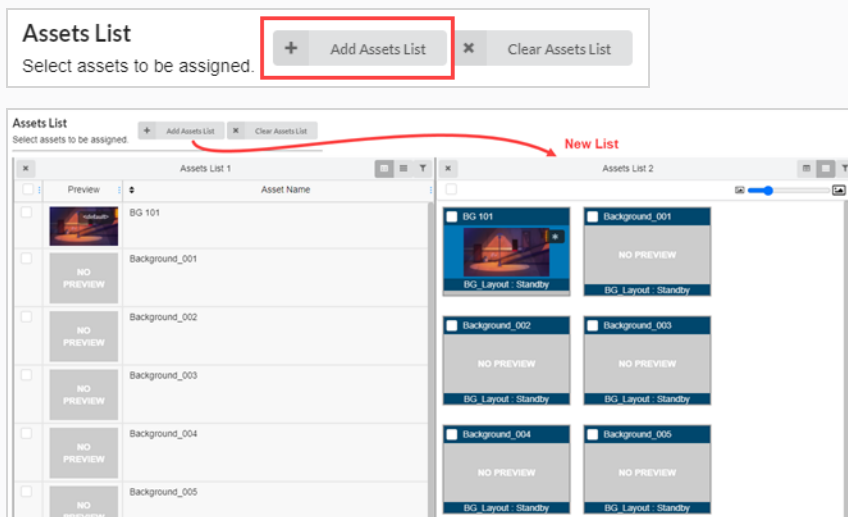 Assets List
Select assets to be assigned.
Add Assets List
Clear Assets List
Assets List
Select assets to be assigned.
Add Assets List
Clear Assets List
New List
Assets List 1
Assets List 2
Preview
Asset Name
<default>
BG 101
NO
PREVIEW
Background_001
NO
PREVIEW
Background_002
NO
PREVIEW
Background_003
NO
PREVIEW
Background_004
NO
PREVIEW
Background_005
BG 101
BG_Layout : Standby
Background_001
NO PREVIEW
BG_Layout : Standby
Background_002
NO PREVIEW
BG_Layout : Standby
Background_003
NO PREVIEW
BG_Layout : Standby
Background_004
NO PREVIEW
BG_Layout : Standby
Background_005
NO PREVIEW
BG_Layout : Standby